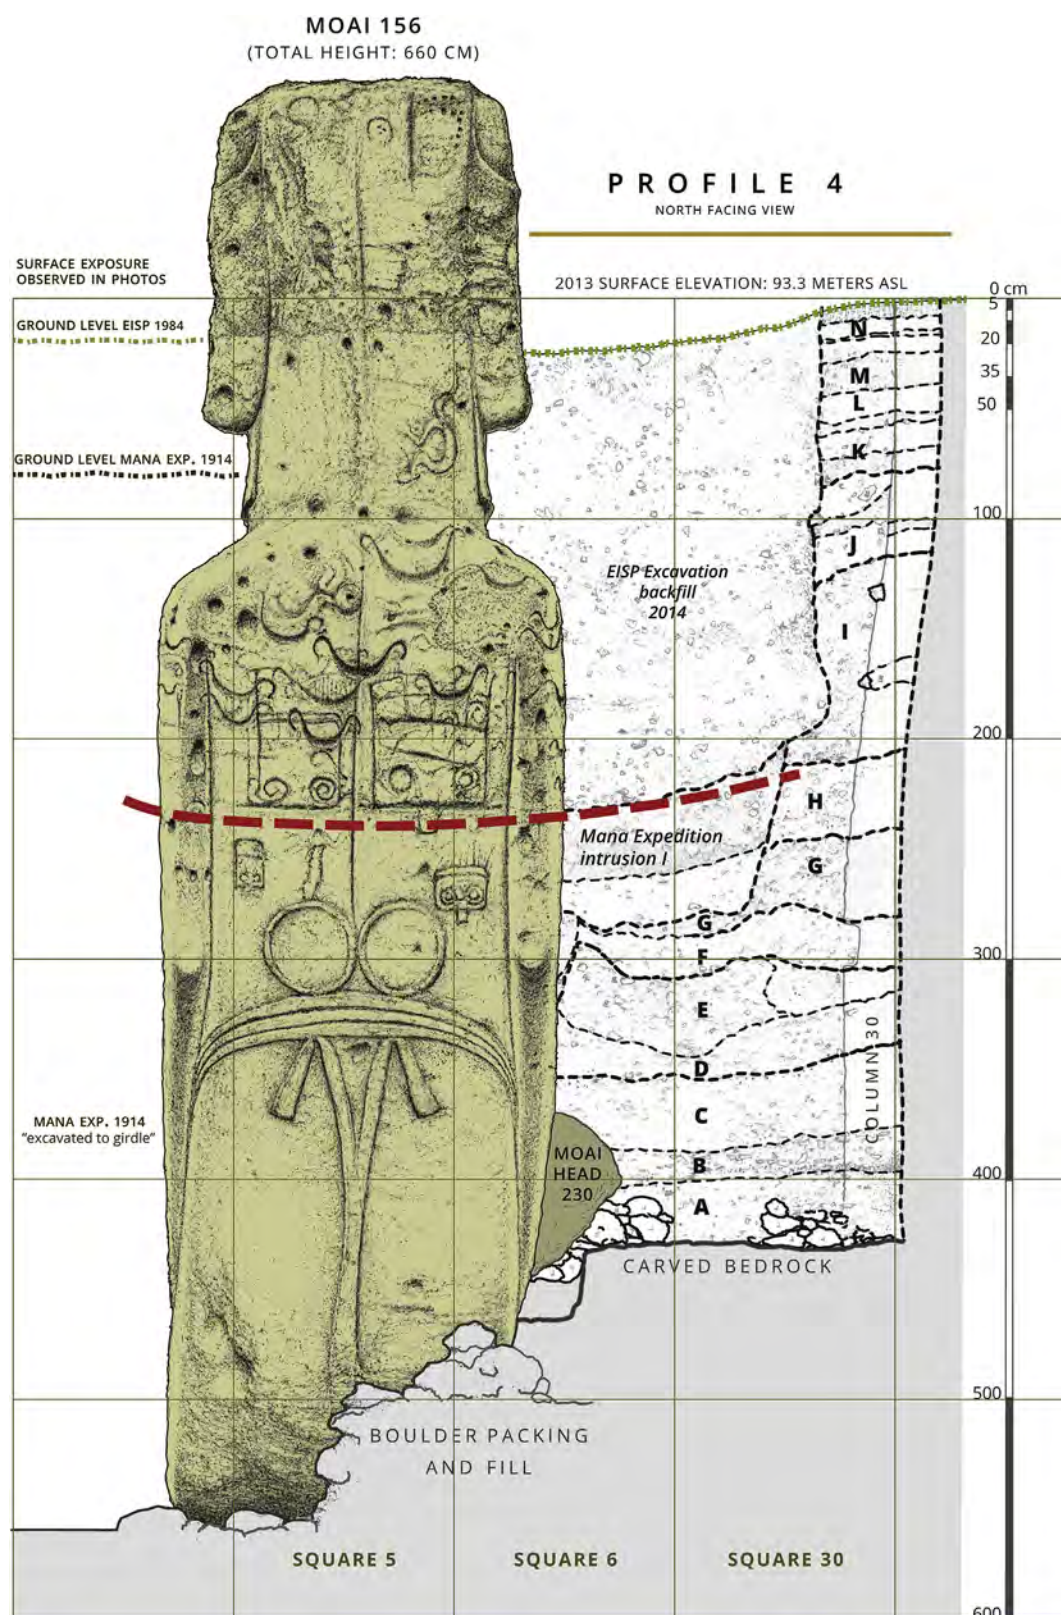 MOAI 156
(TOTAL HEIGHT: 660 CM)
PROFILE 4
NORTH FACING VIEW
SURFACE EXPOSURE
OBSERVED IN PHOTOS
2013 SURFACE ELEVATION: 93.3 METERS ASL
0 cm
5
GROUND LEVEL EISP 1984
N
20
M
35
L
50
K
GROUND LEVEL MANA EXP. 1914
100
J
EISP Excavation
backfill
2014
I
200
H
Mana Expedition
intrusion I
G
G
F
300
E
COLUMN 30
D
MANA EXP. 1914
"excavated to girdle"
C
MOAI
HEAD
230
B
400
A
CARVED BEDROCK
500
BOULDER PACKING
AND FILL
SQUARE 5
SQUARE 6
SQUARE 30
600